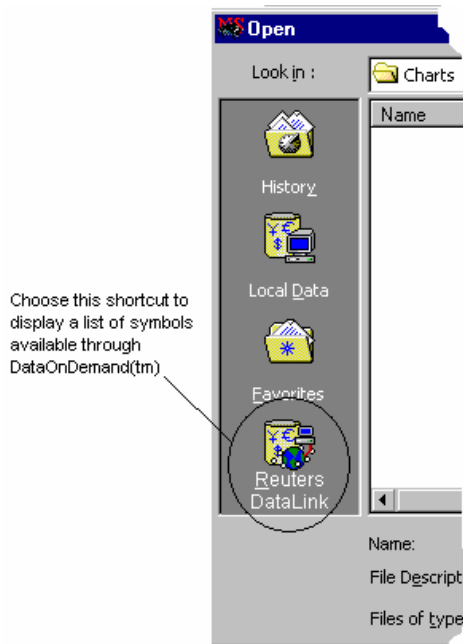 MS Open
Look in :
Charts
Name
History
Local Data
Choose this shortcut to
display a list of symbols
available through
DataOnDemand(tm)
Favorites
Reuters
DataLink
Name:
File Descript
Files of type